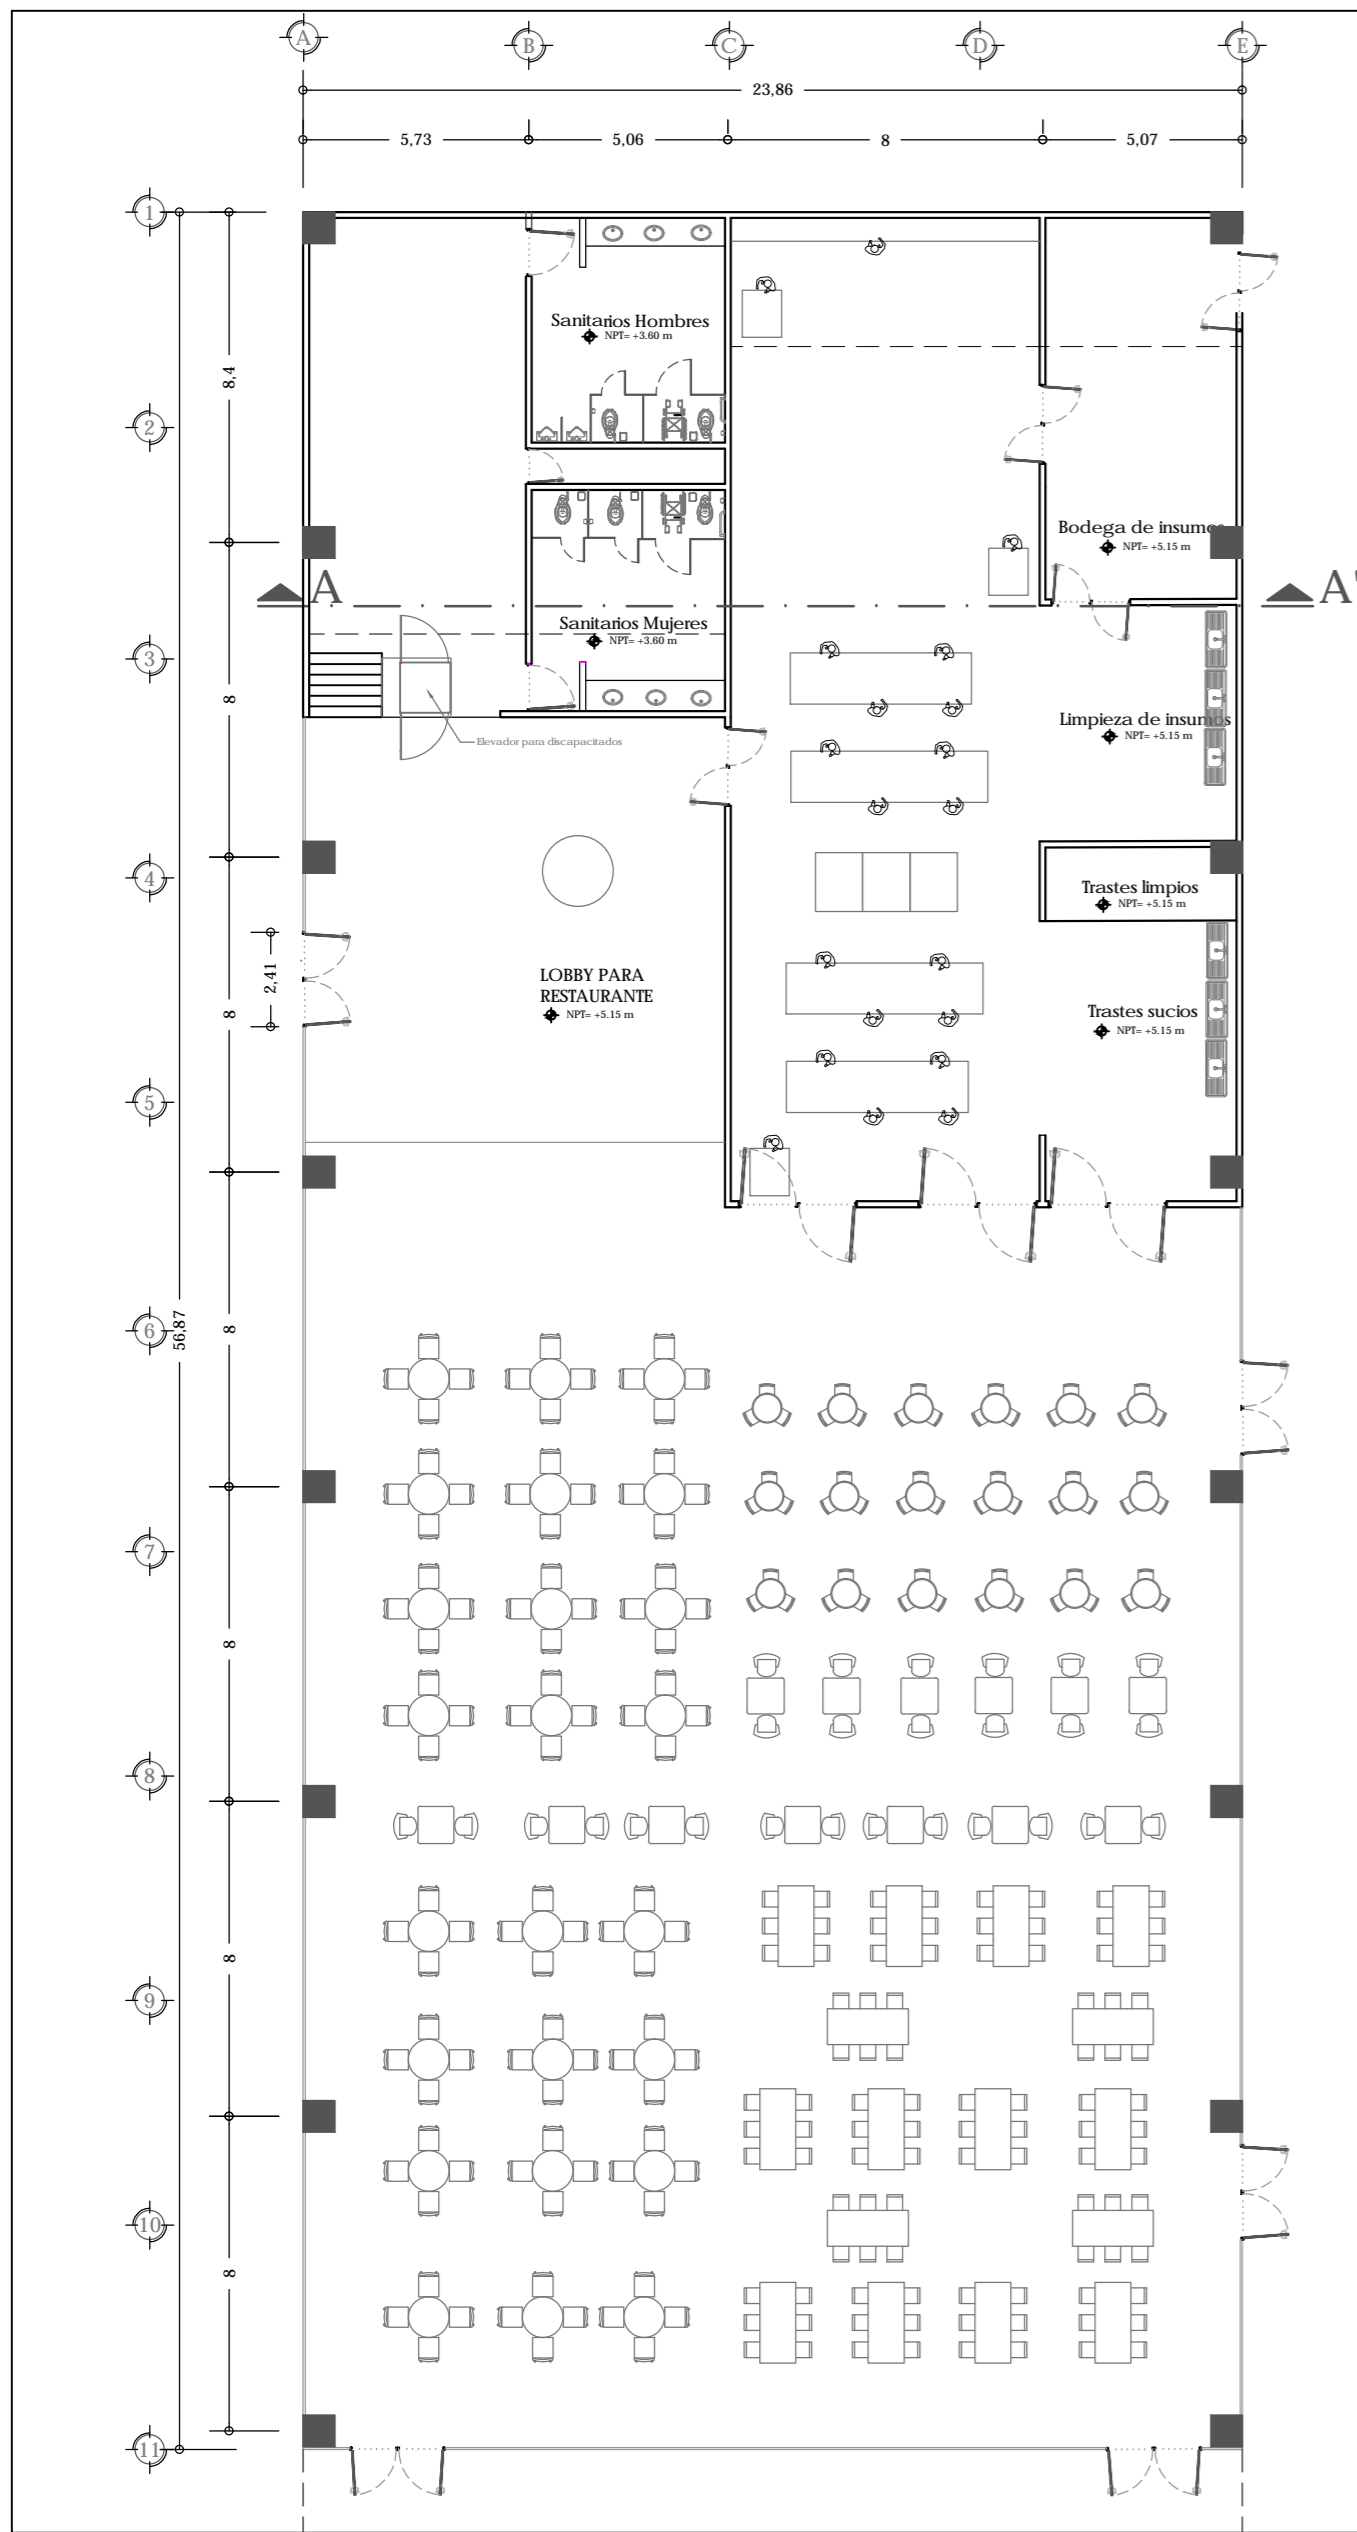 A
B
C
D
E
23,86
5,73
5,06
8
5,07
1
Sanitarios Hombres
NPT= +3.60 m
8,4
2
Bodega de insumos
NPT= +5.15 m
A
A'
Sanitarios Mujeres
NPT= +3.60 m
3
8
Limpieza de insumos
NPT= +5.15 m
Elevador para discapacitados
4
Trastes limpios
NPT= +5.15 m
2,41
LOBBY PARA
RESTAURANTE
NPT= +5.15 m
8
Trastes sucios
NPT= +5.15 m
5
6
56,87
8
7
8
8
8
9
10
8
11